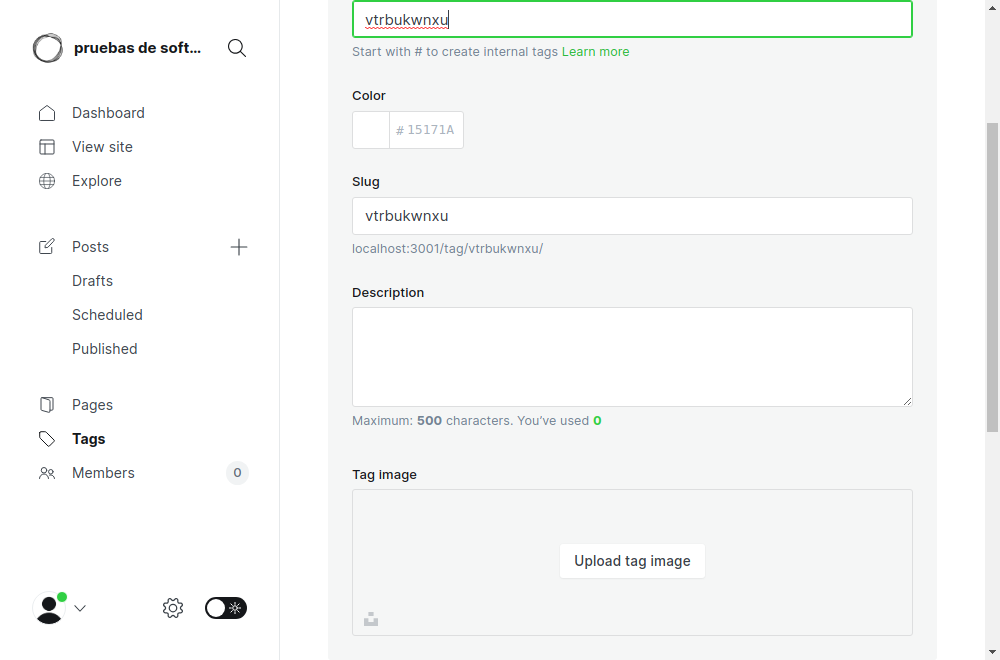 pruebas de soft...
Dashboard
View site
Explore
Posts
Drafts
Scheduled
Published
Pages
Tags
Members
0
vtrbukwnxu
Start with # to create internal tags Learn more
Color
# 15171A
Slug
vtrbukwnxu
localhost:3001/tag/vtrbukwnxu/
Description
Maximum: 500 characters. You’ve used 0
Tag image
Upload tag image